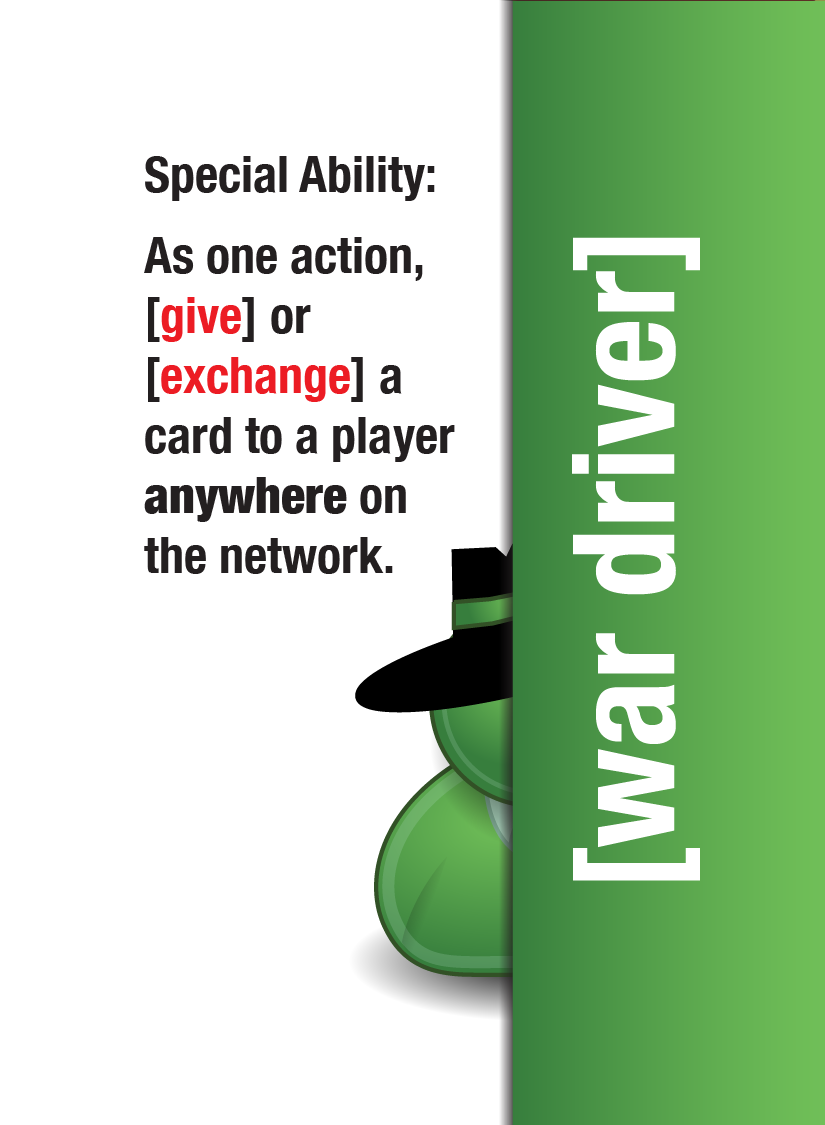 Special Ability:
As one action,
[give] or
[exchange] a
card to a player
anywhere on
the network.
[war driver]